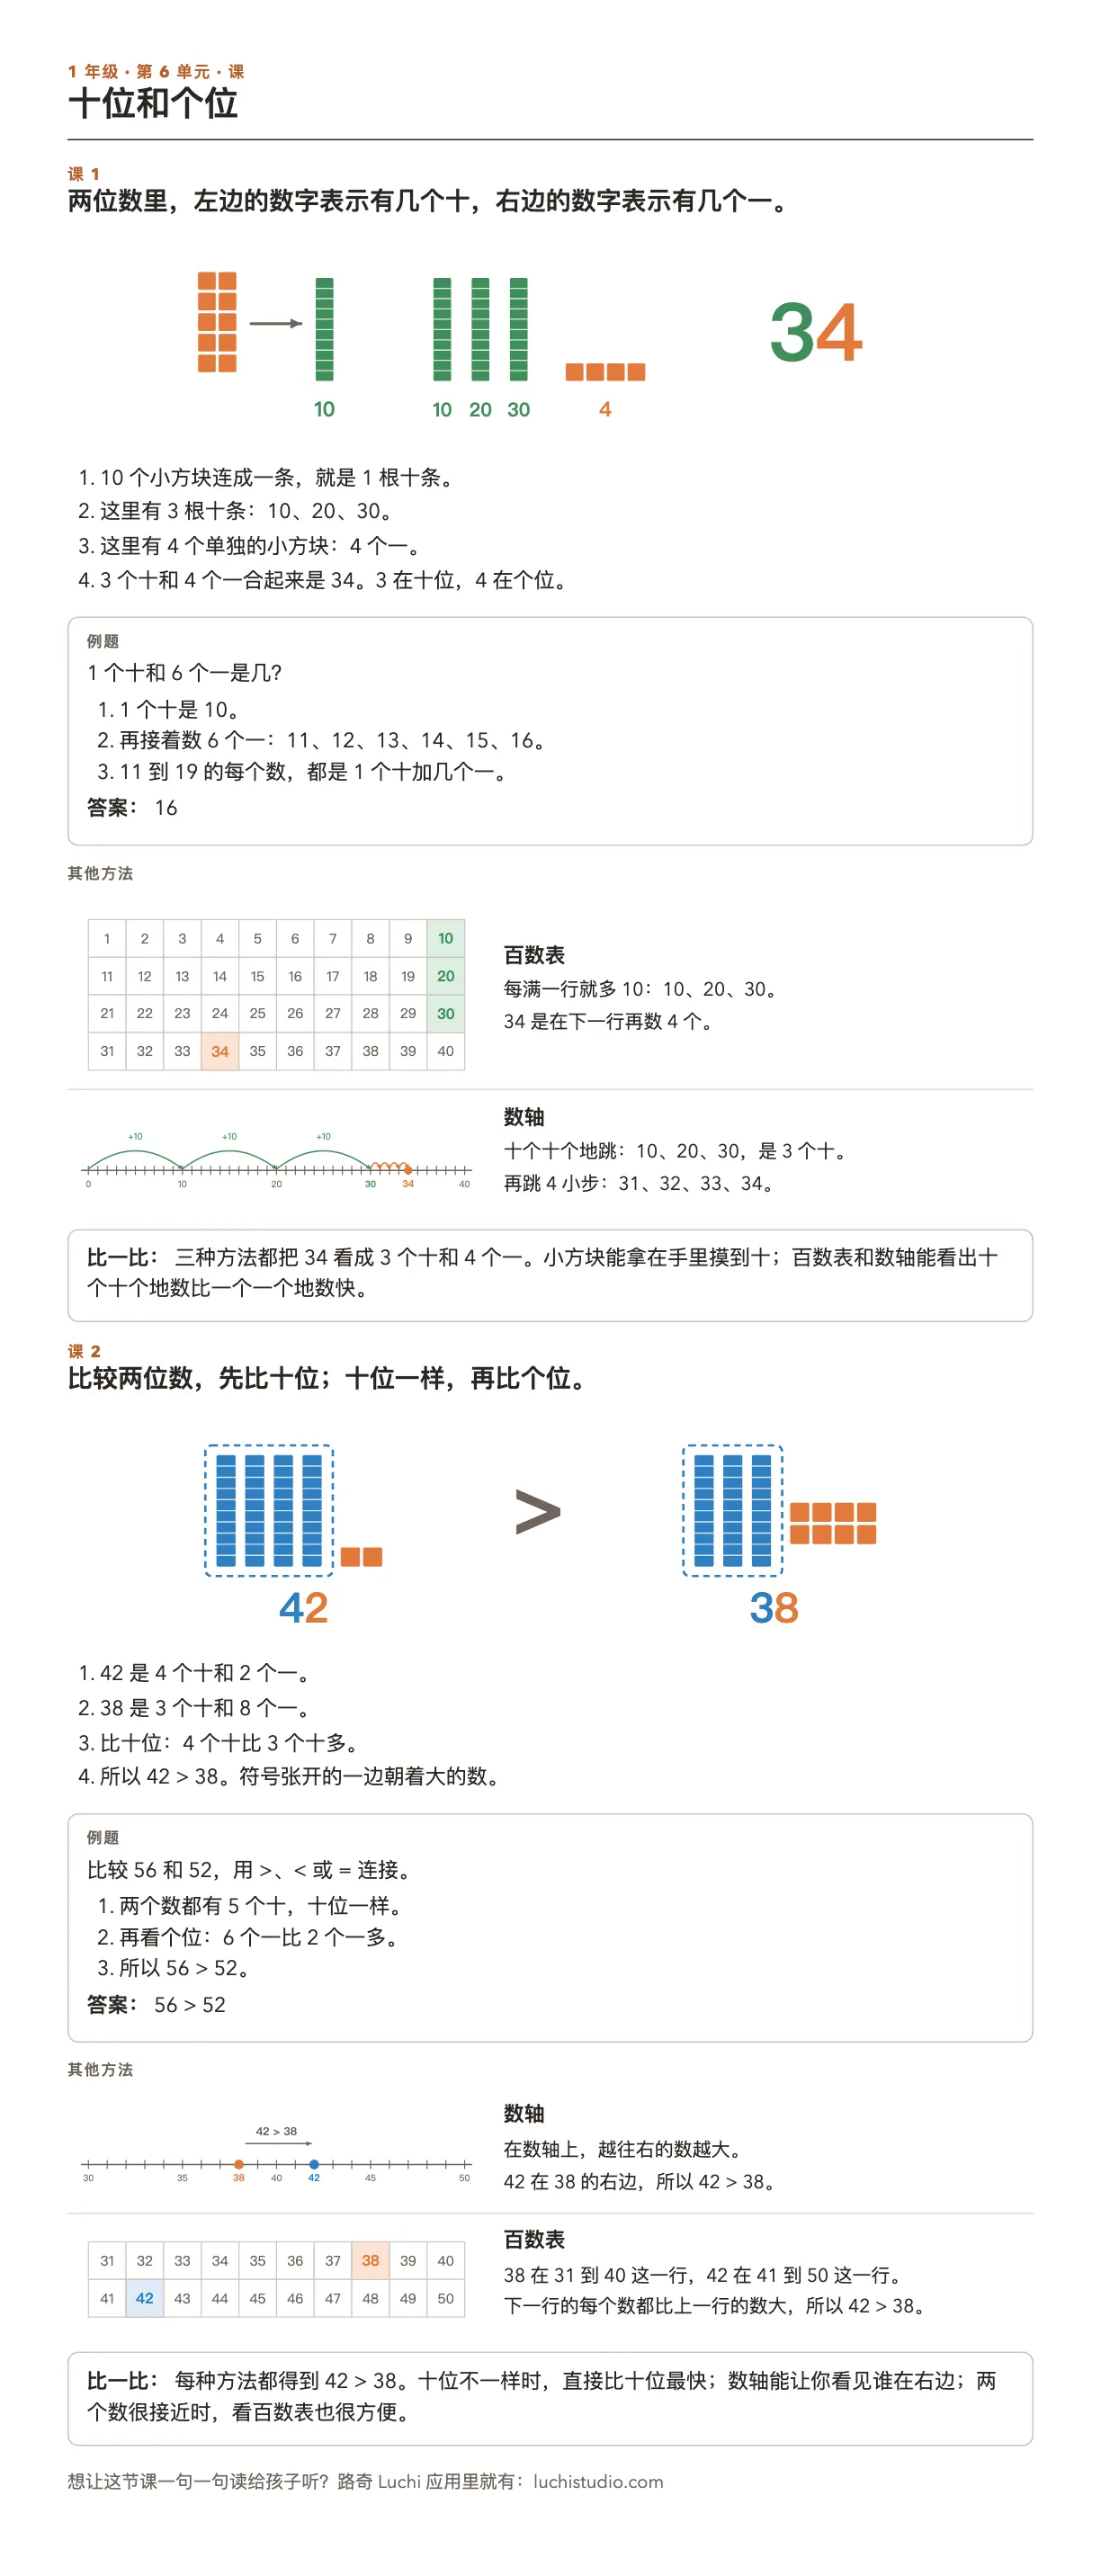 1 年级 · 第 6 单元 · 课
十位和个位
课 1
两位数里，左边的数字表示有几个十，右边的数字表示有几个一。
10
10 20 30
4
34
1. 10 个小方块连成一条，就是 1 根十条。
2. 这里有 3 根十条：10、20、30。
3. 这里有 4 个单独的小方块：4 个一。
4. 3 个十和 4 个一合起来是 34。3 在十位，4 在个位。
例题
1 个十和 6 个一是几？
1. 1 个十是 10。
2. 再接着数 6 个一：11、12、13、14、15、16。
3. 11 到 19 的每个数，都是 1 个十加几个一。
答案： 16
其他方法
1 2 3 4 5 6 7 8 9 10
11 12 13 14 15 16 17 18 19 20
21 22 23 24 25 26 27 28 29 30
31 32 33 34 35 36 37 38 39 40
百数表
每满一行就多 10：10、20、30。
34 是在下一行再数 4 个。
+10 +10 +10
0 10 20 30 34 40
数轴
十个十个地跳：10、20、30，是 3 个十。
再跳 4 小步：31、32、33、34。
比一比： 三种方法都把 34 看成 3 个十和 4 个一。小方块能拿在手里摸到十；百数表和数轴能看出十
个十个地数比一个一个地数快。
课 2
比较两位数，先比十位；十位一样，再比个位。
42
>
38
1. 42 是 4 个十和 2 个一。
2. 38 是 3 个十和 8 个一。
3. 比十位：4 个十比 3 个十多。
4. 所以 42 > 38。符号张开的一边朝着大的数。
例题
比较 56 和 52，用 >、< 或 = 连接。
1. 两个数都有 5 个十，十位一样。
2. 再看个位：6 个一比 2 个一多。
3. 所以 56 > 52。
答案： 56 > 52
其他方法
42 > 38
30 35 38 40 42 45 50
数轴
在数轴上，越往右的数越大。
42 在 38 的右边，所以 42 > 38。
31 32 33 34 35 36 37 38 39 40
41 42 43 44 45 46 47 48 49 50
百数表
38 在 31 到 40 这一行，42 在 41 到 50 这一行。
下一行的每个数都比上一行的数大，所以 42 > 38。
比一比： 每种方法都得到 42 > 38。十位不一样时，直接比十位最快；数轴能让你看见谁在右边；两
个数很接近时，看百数表也很方便。
想让这节课一句一句读给孩子听？路奇 Luchi 应用里就有：luchistudio.com